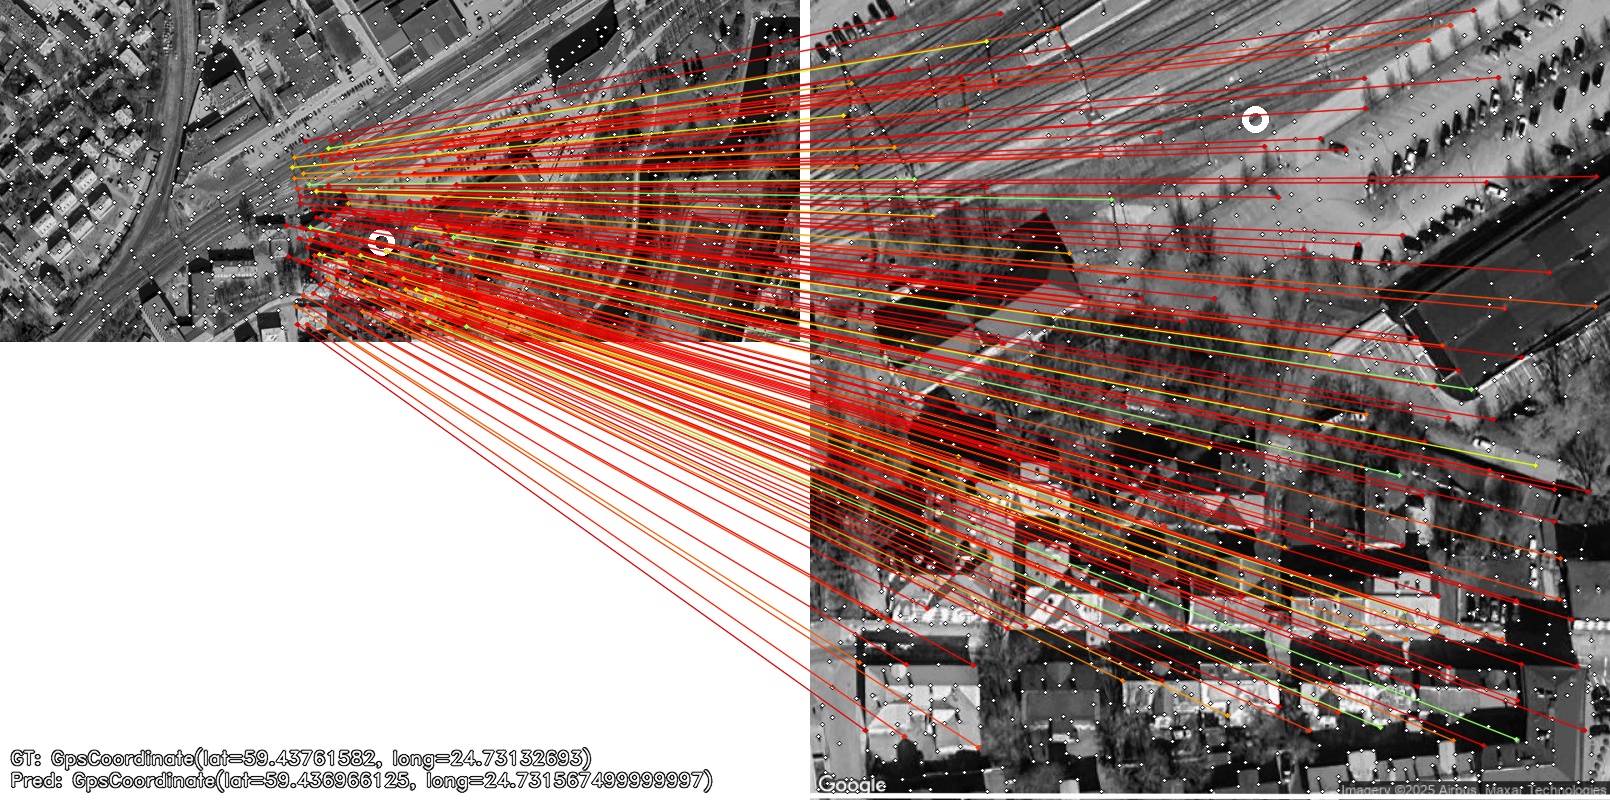 GT: GpsCoordinate(lat=59.43761582, long=24.73132693)
Pred: GpsCoordinate(lat=59.436966125, long=24.731567499999997)
Google
Imagery ©2025 Airbus, Maxar Technologies